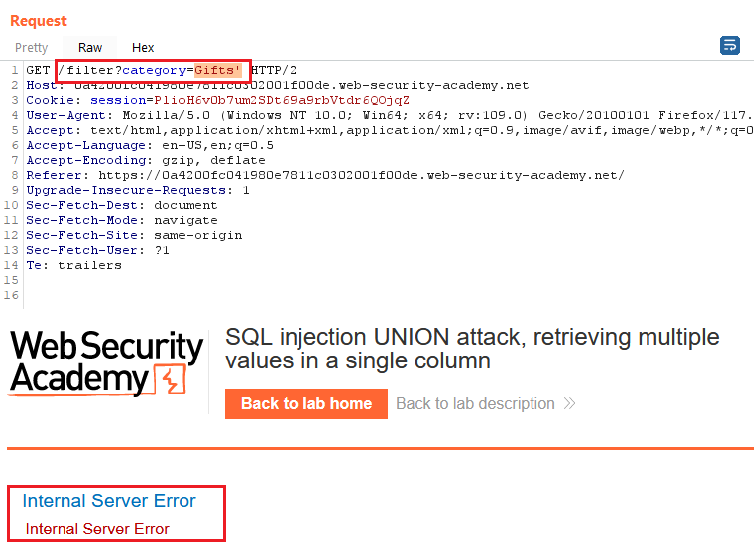 Request
Pretty Raw Hex
1 GET /filter?category=Gifts' HTTP/2
2 Host: 0a4200fc041980e7811c0302001f00de.web-security-academy.net
3 Cookie: session=PlioH6v0b7um2SDt69a9rbVtdr6QOjqZ
4 User-Agent: Mozilla/5.0 (Windows NT 10.0; Win64; x64; rv:109.0) Gecko/20100101 Firefox/117.
5 Accept: text/html,application/xhtml+xml,application/xml;q=0.9,image/avif,image/webp,*/*;q=0
6 Accept-Language: en-US,en;q=0.5
7 Accept-Encoding: gzip, deflate
8 Referer: https://0a4200fc041980e7811c0302001f00de.web-security-academy.net/
9 Upgrade-Insecure-Requests: 1
10 Sec-Fetch-Dest: document
11 Sec-Fetch-Mode: navigate
12 Sec-Fetch-Site: same-origin
13 Sec-Fetch-User: ?1
14 Te: trailers
15
16
Web Security
Academy
SQL injection UNION attack, retrieving multiple
values in a single column
Back to lab home Back to lab description
Internal Server Error
Internal Server Error